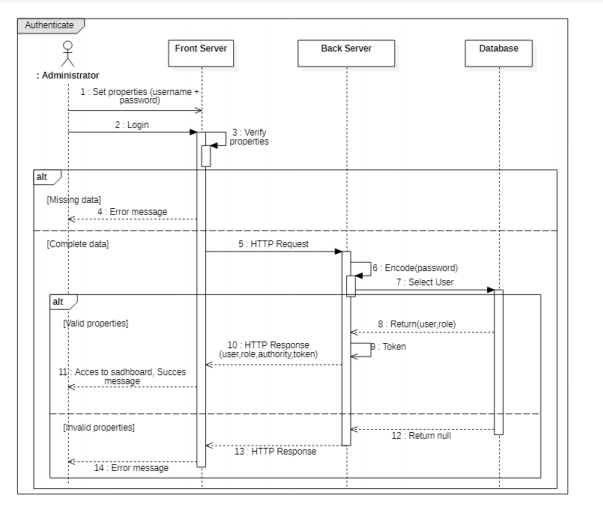 Authenticate
Front Server
Back Server
Database
: Administrator
1 : Set properties (username +
password)
2 : Login
3 : Verify
properties
alt
[Missing data]
4 : Error message
[Complete data]
5 : HTTP Request
6 : Encode(password)
7 : Select User
alt
[Valid properties]
8 : Return(user,role)
10 : HTTP Response
(user,role,authority,token)
9 : Token
11 : Acces to sadhboard, Succes
message
[Invalid properties]
12 : Return null
13 : HTTP Response
14 : Error message